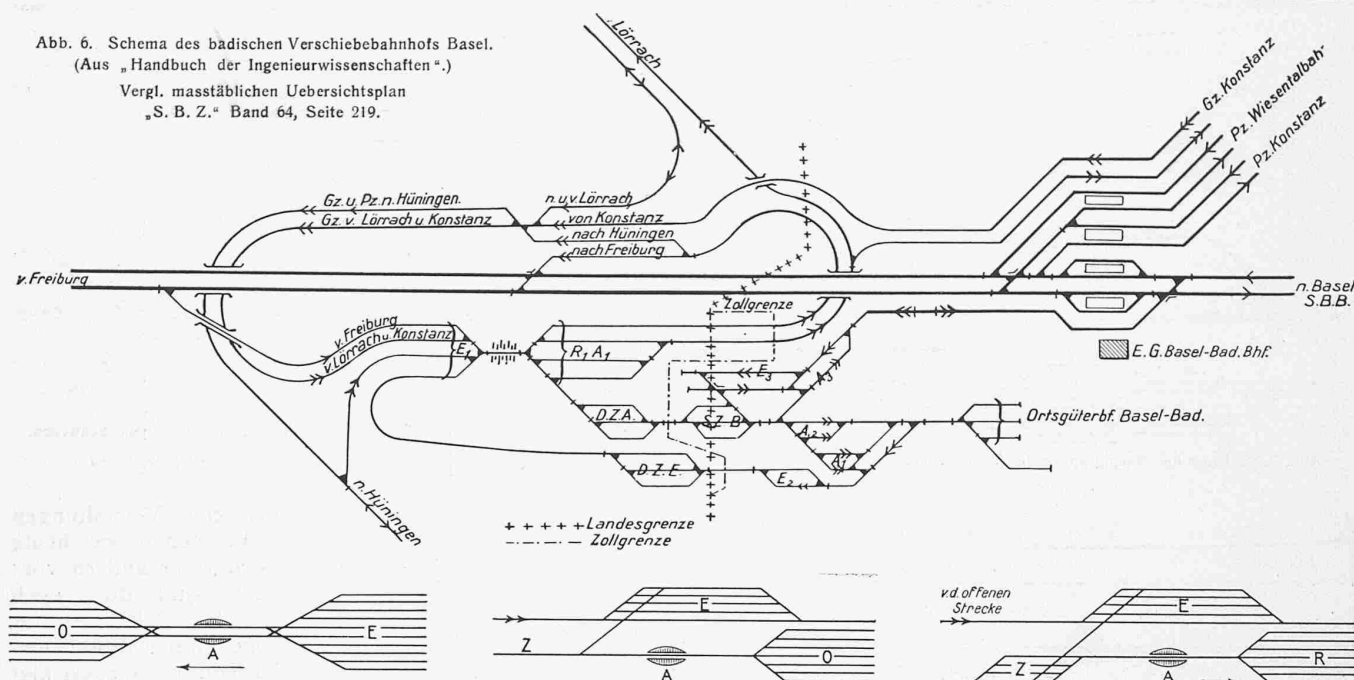 Abb. 6. Schema des badischen Verschiebebahnhofs Basel.
(Aus „Handbuch der Ingenieurwissenschaften“.)
Vergl. masstäblichen Uebersichtsplan
„S. B. Z.“ Band 64, Seite 219.
Lörrach
Gz. Konstanz
Pz. Wiesentalbah-
Pz. Konstanz
Gz. u. Pz. n. Hüningen.
n. u. v. Lörrach
Gz. v. Lörrach u. Konstanz
von Konstanz
nach Hüningen
nach Freiburg
v. Freiburg
n. Basel
S.B.B.
Zollgrenze
v. Freiburg
v. Lörrach u. Konstanz
E1
R1 A1
E.G. Basel-Bad. Bhf.
E3
A3
D.Z.A.
S.Z.B.
A2
Ortsgüterbf. Basel-Bad.
A1
D.Z.E.
E2
n. Hüningen
+ + + + + Landesgrenze
Zollgrenze
O
A
E
E
Z
A
O
v.d. offenen
Strecke
E
Z
A
R